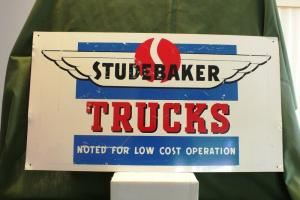 STUDEBAKER
TRUCKS
NOTED FOR LOW COST OPERATION